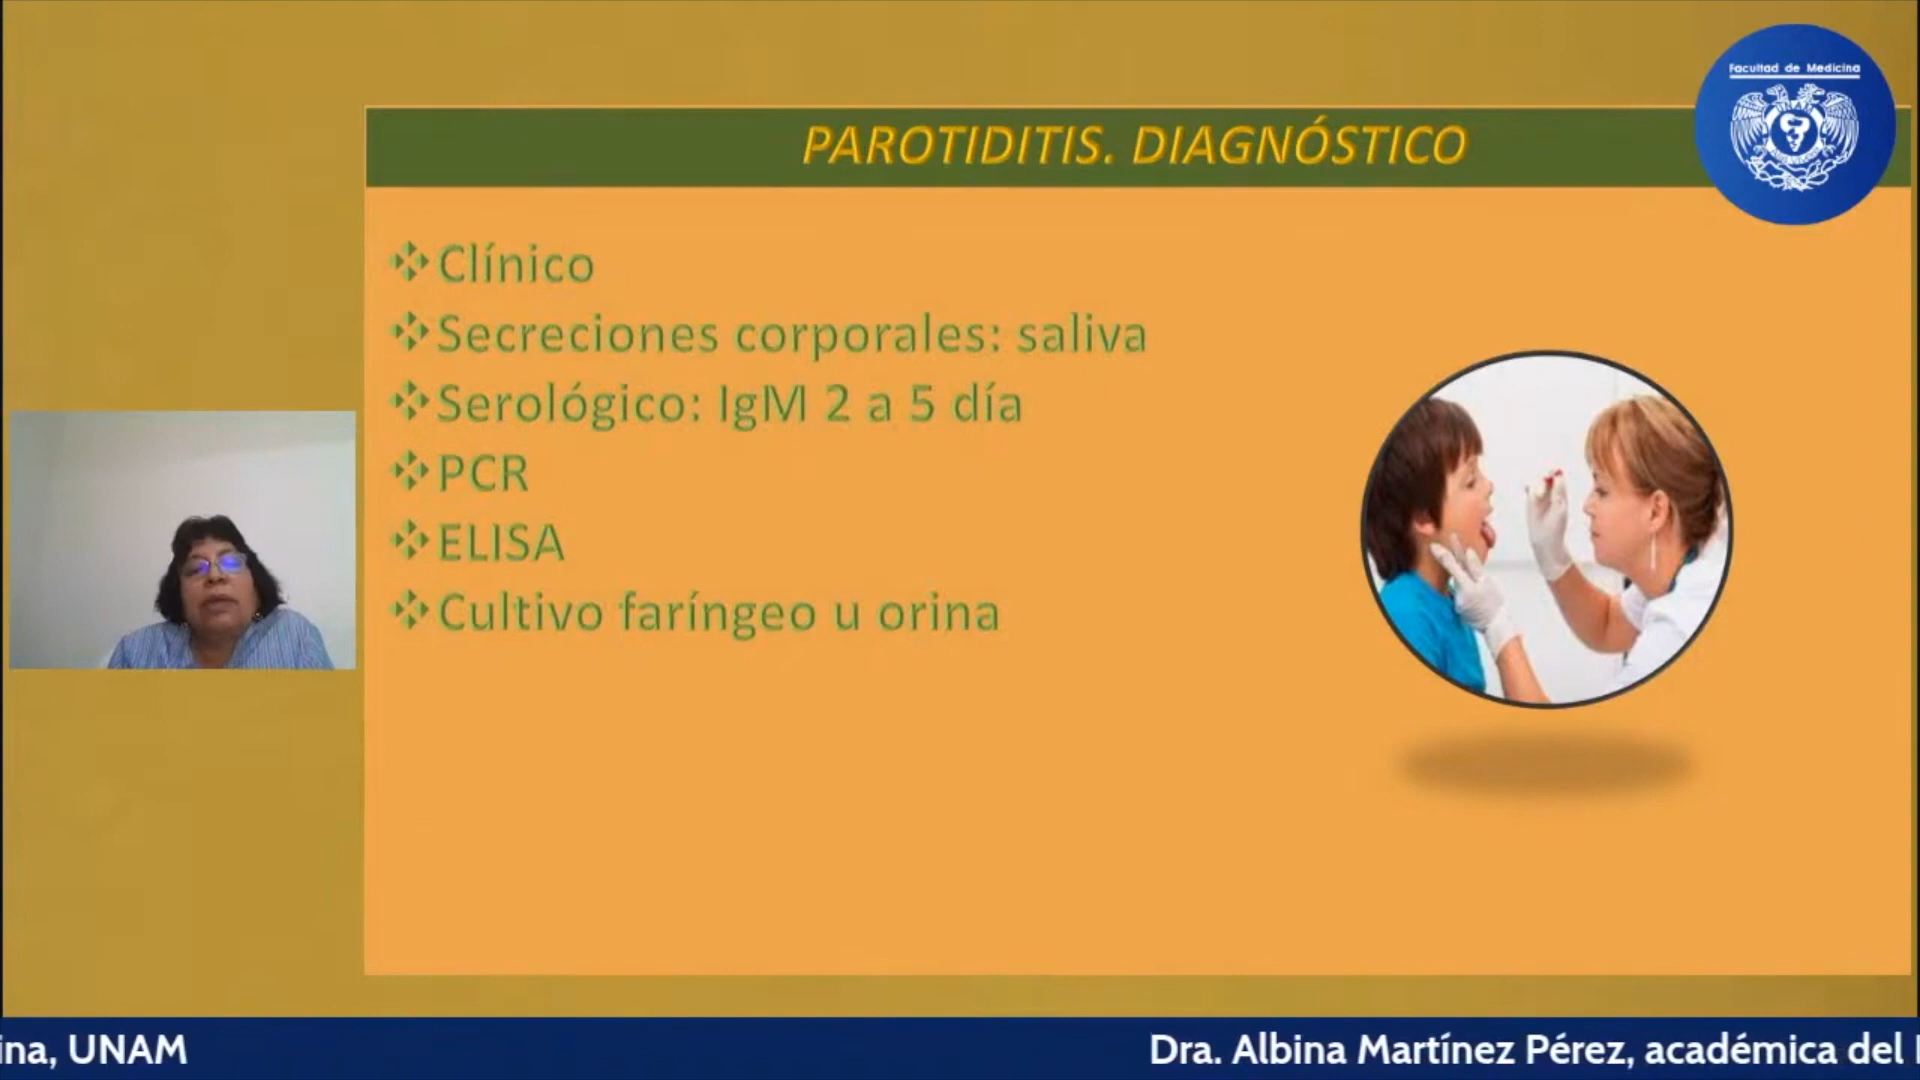 Facultad de Medicina
PAROTIDITIS. DIAGNÓSTICO
Clínico
Secreciones corporales: saliva
Serológico: IgM 2 a 5 día
PCR
ELISA
Cultivo faríngeo u orina
ina, UNAM
Dra. Albina Martínez Pérez, académica del